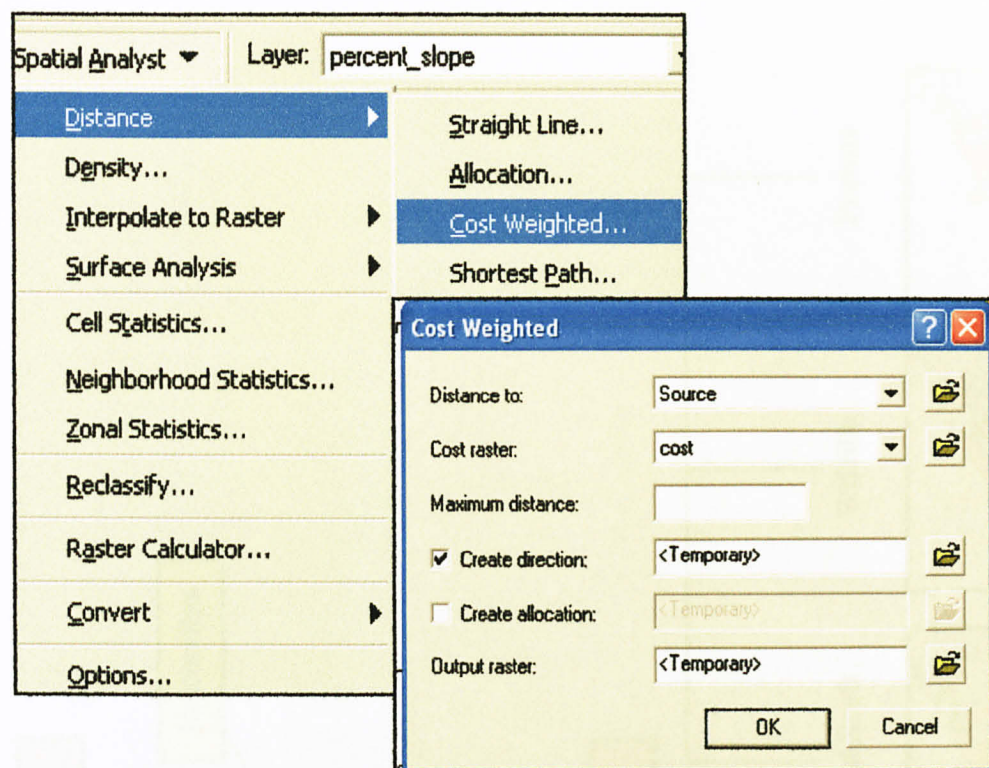 Spatial Analyst Layer: percent_slope
Distance
Density...
Interpolate to Raster
Surface Analysis
Cell Statistics...
Neighborhood Statistics...
Zonal Statistics...
Reclassify...
Raster Calculator...
Convert
Options...
Straight Line...
Allocation...
Cost Weighted...
Shortest Path...
Cost Weighted
Distance to: Source
Cost raster: cost
Maximum distance:
Create direction: <Temporary>
Create allocation: <Temporary>
Output raster: <Temporary>
OK Cancel